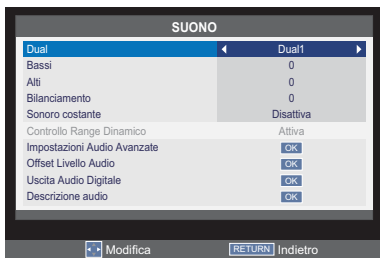 SUONO
Dual Dual1
Bassi 0
Alti 0
Bilanciamento 0
Sonoro costante Disattiva
Controllo Range Dinamico Attiva
Impostazioni Audio Avanzate OK
Offset Livello Audio OK
Uscita Audio Digitale OK
Descrizione audio OK
Modifica RETURN Indietro